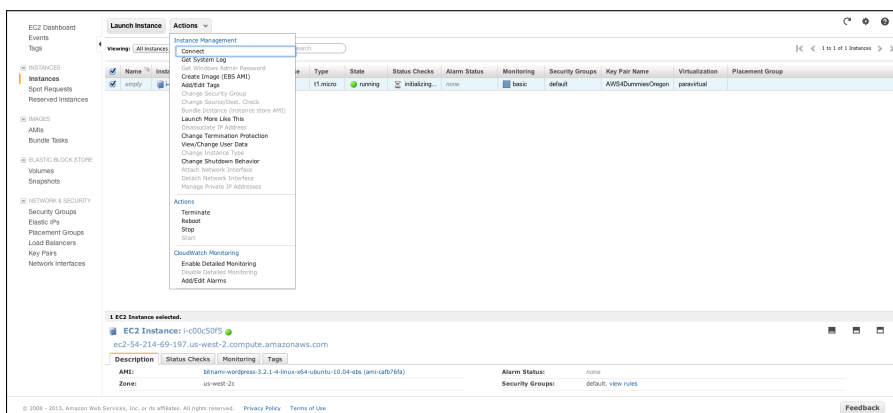 Launch Instance Actions
EC2 Dashboard
Events
Tags
INSTANCES
Instances
Spot Requests
Reserved Instances
IMAGES
AMIs
Bundle Tasks
ELASTIC BLOCK STORE
Volumes
Snapshots
NETWORK & SECURITY
Security Groups
Elastic IPs
Placement Groups
Load Balancers
Key Pairs
Network Interfaces
Viewing: All Instances
1 to 1 of 1 Instances
Instance Management
Connect
Get System Log
Get Windows Admin Password
Create Image (EBS AMI)
Add/Edit Tags
Change Security Group
Change Source/Dest. Check
Bundle Instance (instance store AMI)
Launch More Like This
Disassociate IP Address
Change Termination Protection
View/Change User Data
Change Instance Type
Change Shutdown Behavior
Attach Network Interface
Detach Network Interface
Manage Private IP Addresses
Actions
Terminate
Reboot
Stop
Start
CloudWatch Monitoring
Enable Detailed Monitoring
Disable Detailed Monitoring
Add/Edit Alarms
Name Type State Status Checks Alarm Status Monitoring Security Groups Key Pair Name Virtualization Placement Group
empty t1.micro running initializing... none basic default AWS4DummiesOregon paravirtual
1 EC2 Instance selected.
EC2 Instance: i-c00c50f5
ec2-54-214-69-197.us-west-2.compute.amazonaws.com
Description Status Checks Monitoring Tags
AMI: bitnami-wordpress-3.2.1-4-linux-x64-ubuntu-10.04-ebs (ami-cafb76fa) Alarm Status: none
Zone: us-west-2c Security Groups: default. view rules
© 2008 - 2013, Amazon Web Services, Inc. or its affiliates. All rights reserved. Privacy Policy Terms of Use
Feedback